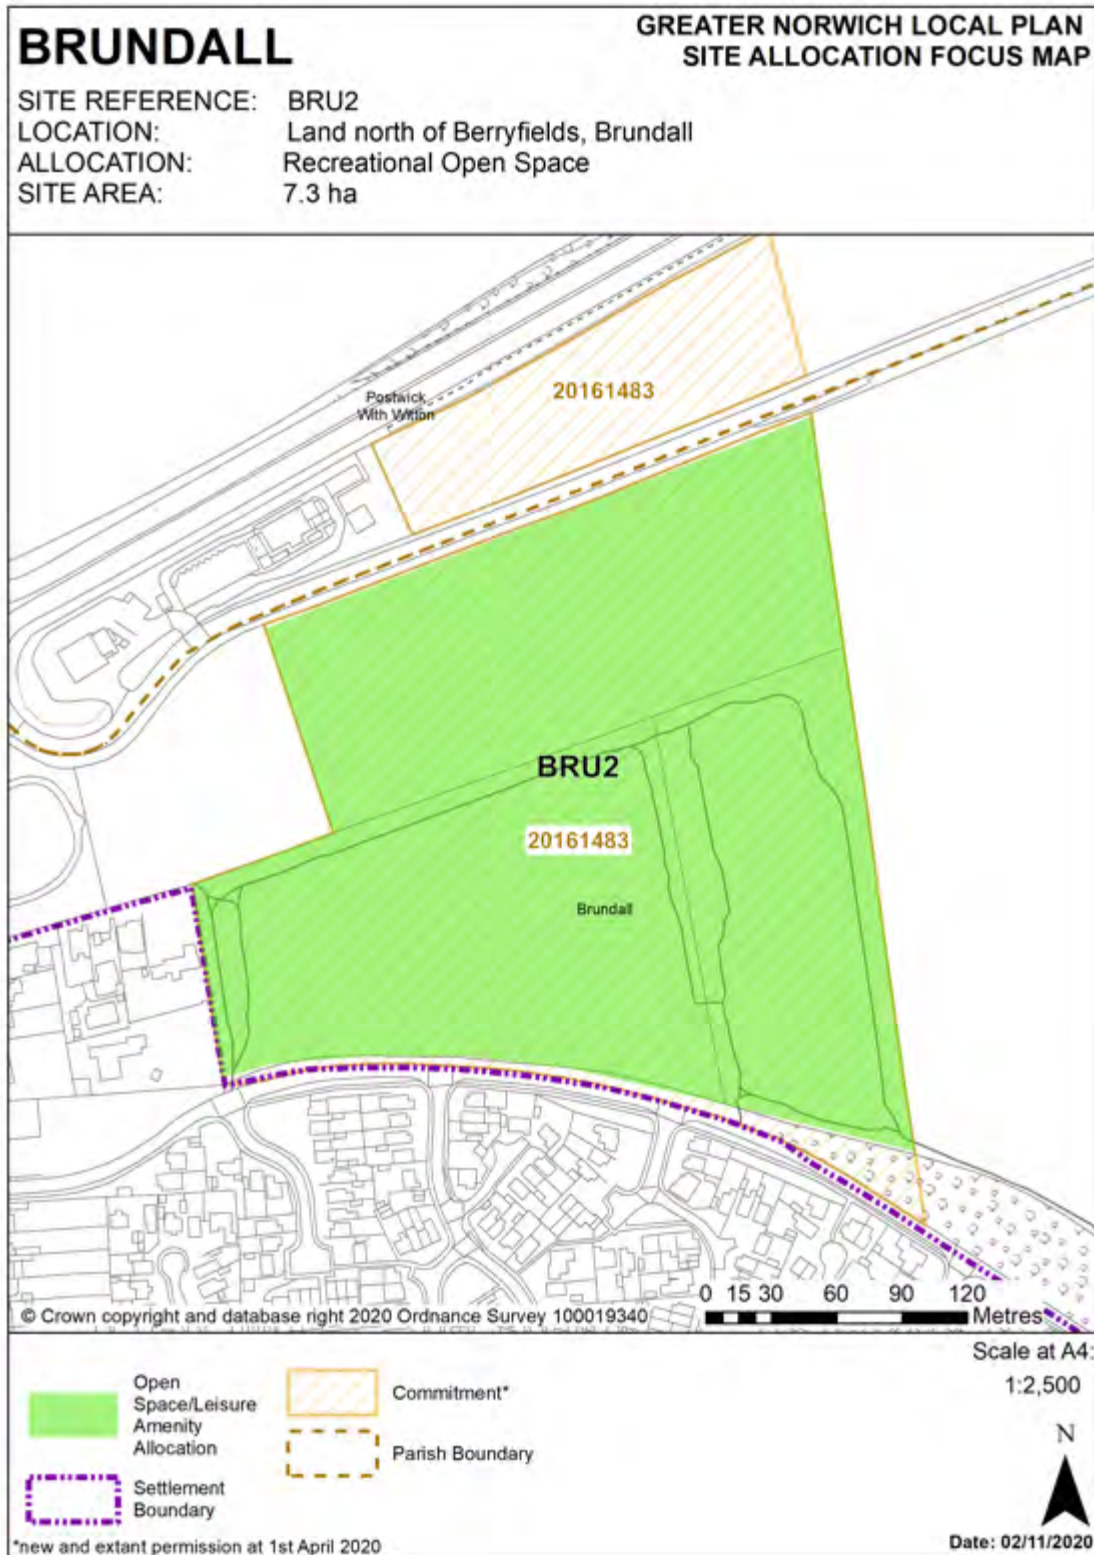 BRUNDALL
GREATER NORWICH LOCAL PLAN
SITE ALLOCATION FOCUS MAP
SITE REFERENCE: BRU2
LOCATION: Land north of Berryfields, Brundall
ALLOCATION: Recreational Open Space
SITE AREA: 7.3 ha
20161483
Postwick
With Witton
BRU2
20161483
Brundall
0 15 30 60 90 120
Metres
© Crown copyright and database right 2020 Ordnance Survey 100019340
Scale at A4:
1:2,500
Open
Space/Leisure
Amenity
Allocation
Commitment*
Parish Boundary
Settlement
Boundary
N
*new and extant permission at 1st April 2020
Date: 02/11/2020